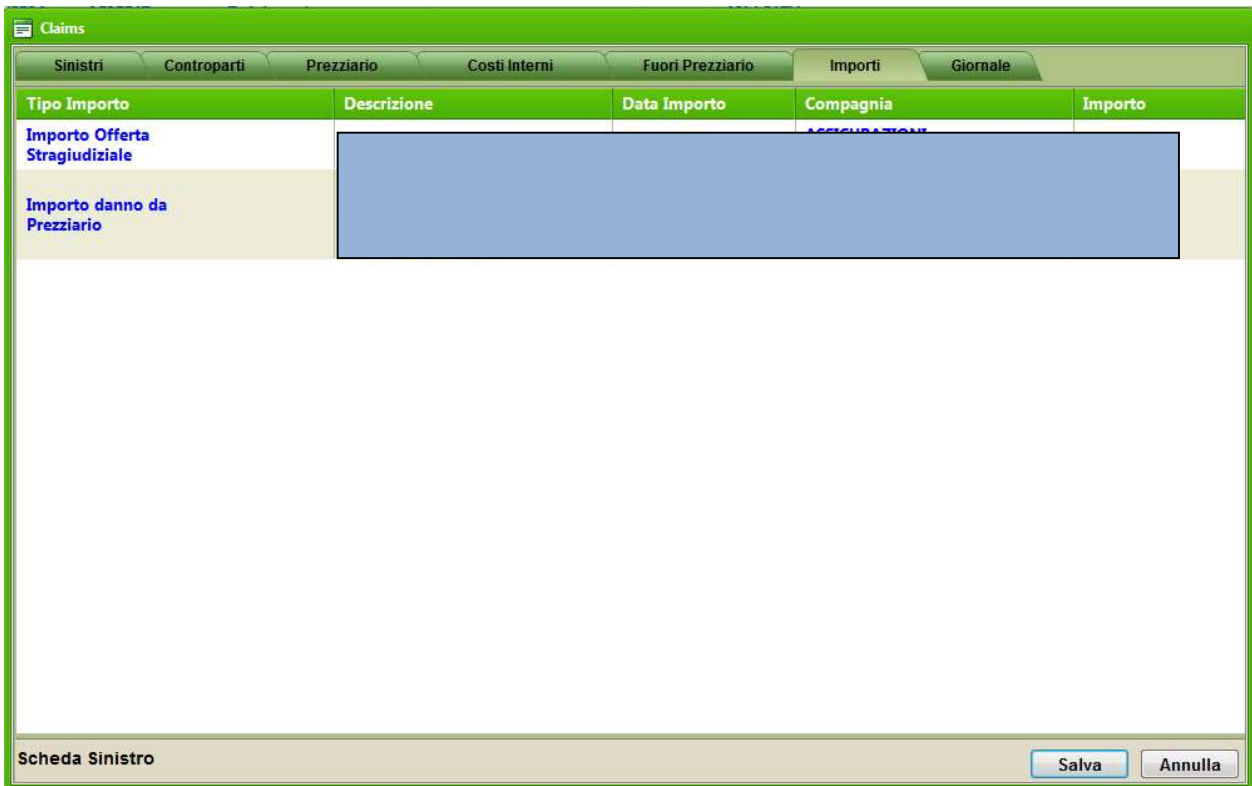 Claims
Sinistri Controparti Prezziario Costi Interni Fuori Prezziario Importi Giornale
Tipo Importo Descrizione Data Importo Compagnia Importo
Importo Offerta
Stragiudiziale
ASSICURAZIONI
Importo danno da
Prezziario
Scheda Sinistro
Salva Annulla